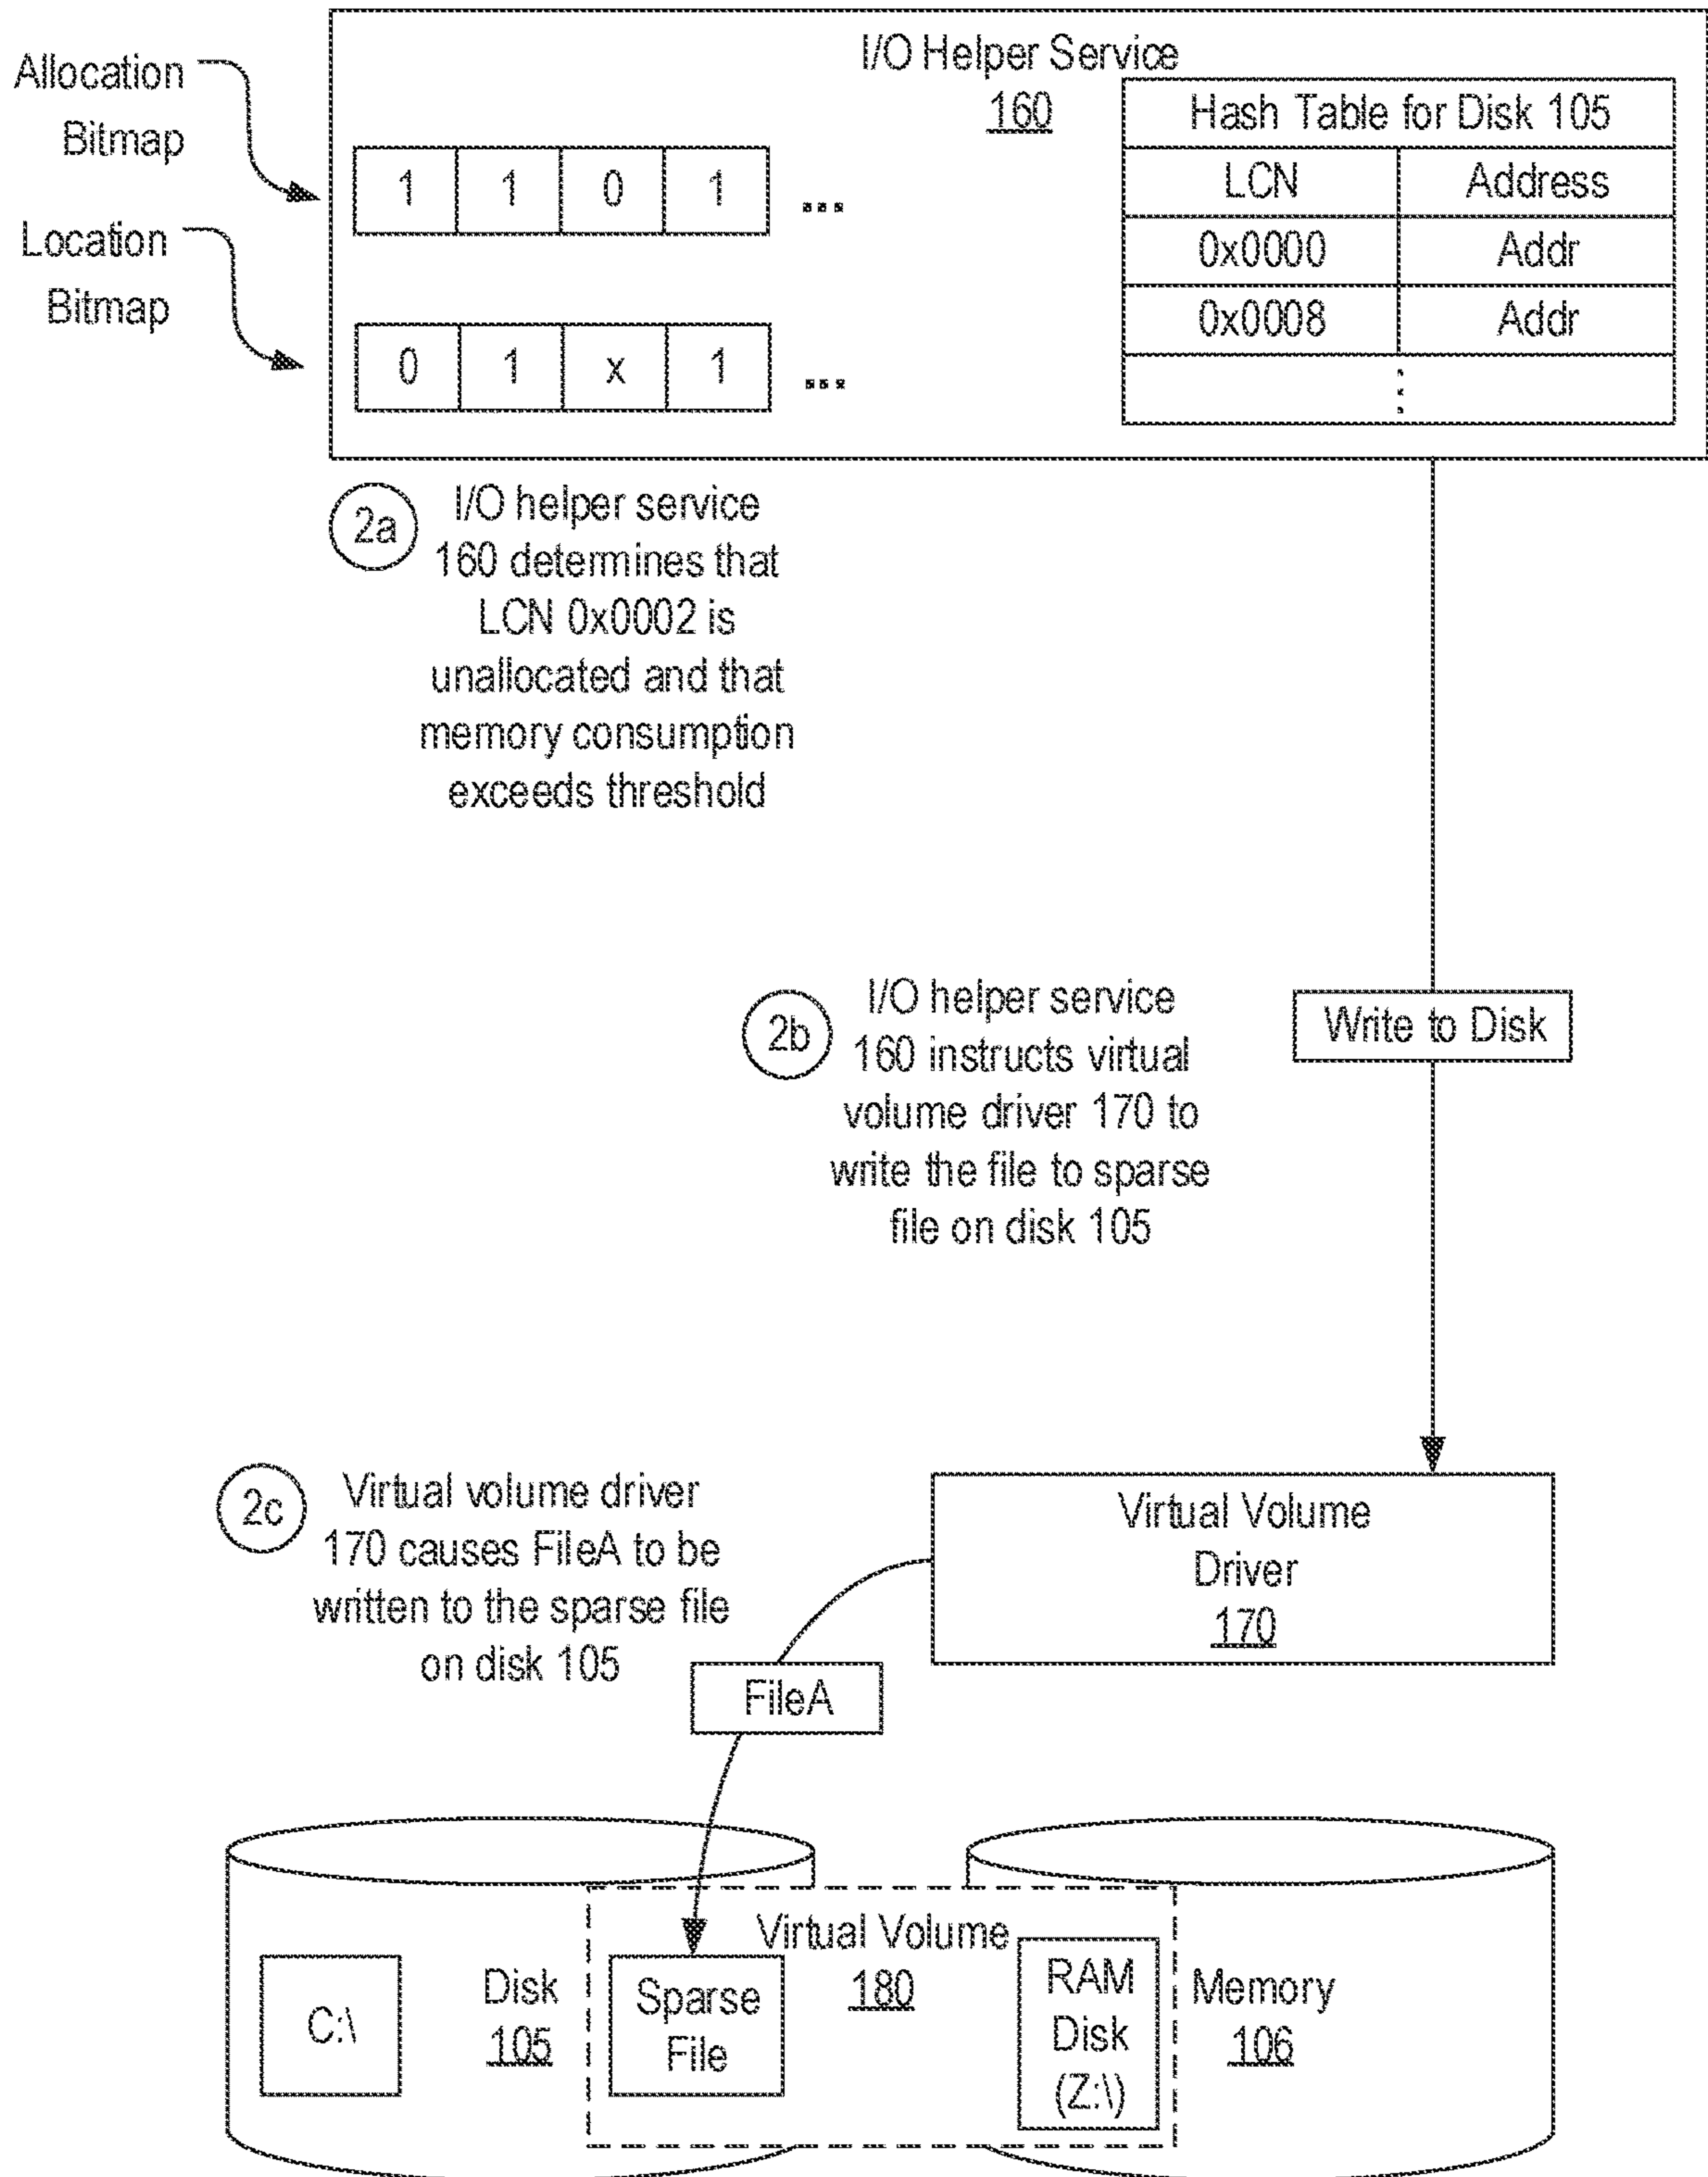 I/O Helper Service
160
Allocation
Bitmap
1 1 0 1 ...
Location
Bitmap
0 1 x 1 ...
Hash Table for Disk 105
LCN Address
0x0000 Addr
0x0008 Addr
⋮
2a
I/O helper service
160 determines that
LCN 0x0002 is
unallocated and that
memory consumption
exceeds threshold
2b
I/O helper service
160 instructs virtual
volume driver 170 to
write the file to sparse
file on disk 105
Write to Disk
2c
Virtual volume driver
170 causes FileA to be
written to the sparse file
on disk 105
Virtual Volume
Driver
170
FileA
C:\
Disk
105
Virtual Volume
180
Sparse
File
RAM
Disk
(Z:\)
Memory
106